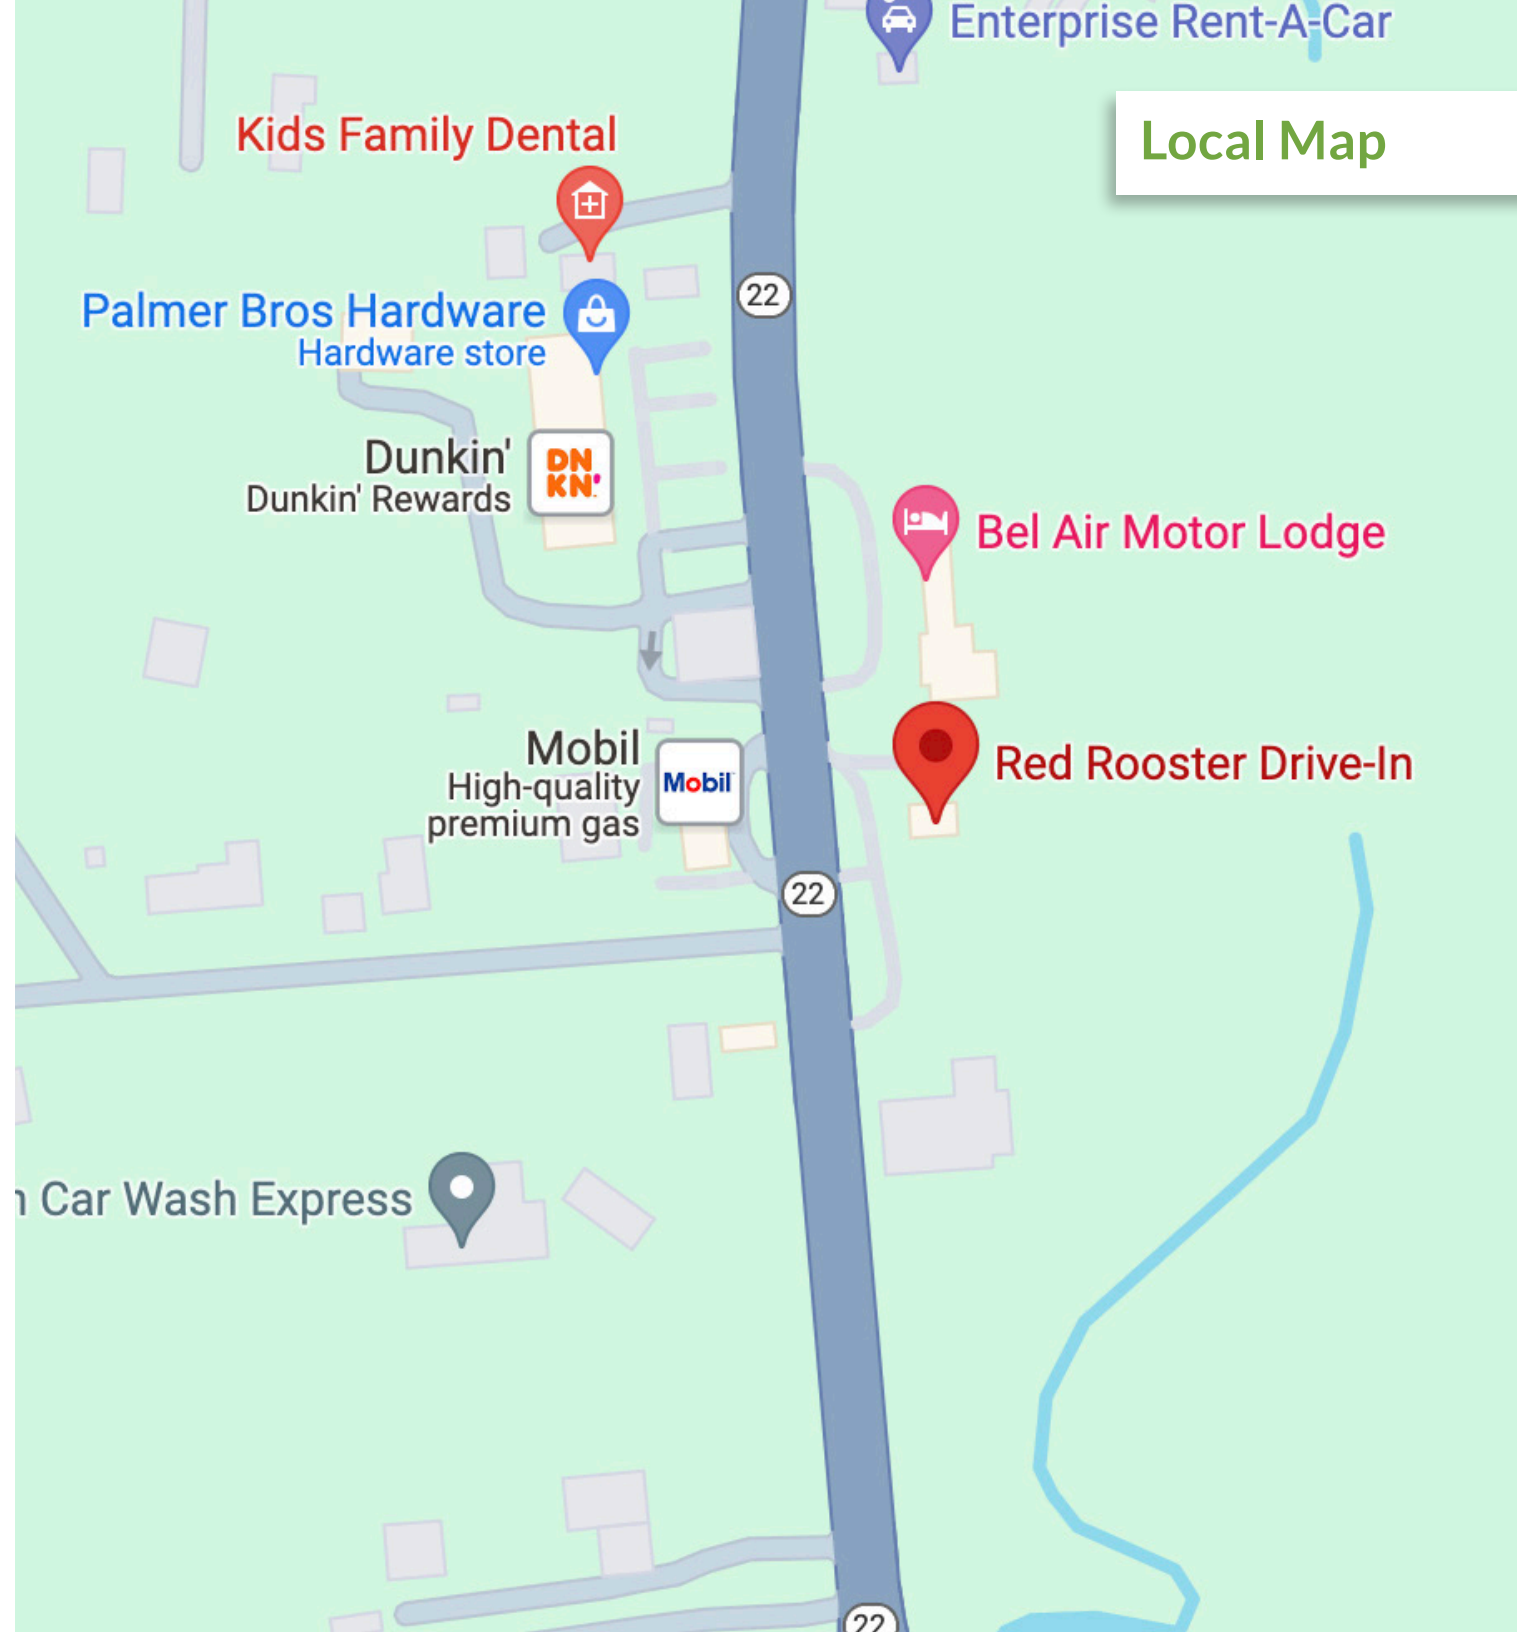 Enterprise Rent-A-Car
Local Map
Kids Family Dental
22
Palmer Bros Hardware
Hardware store
Dunkin'
Dunkin' Rewards
DN
KN'
Bel Air Motor Lodge
Mobil
High-quality
premium gas
Mobil
Red Rooster Drive-In
22
Car Wash Express
22